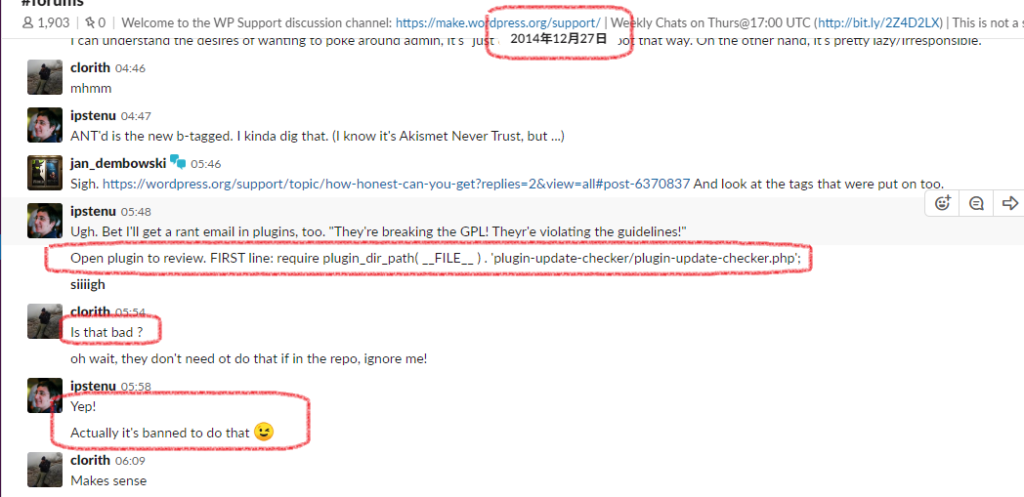 #forums
1,903 | 0 | Welcome to the WP Support discussion channel: https://make.wordpress.org/support/ | Weekly Chats on Thurs@17:00 UTC (http://bit.ly/2Z4D2LX) | This is not a s
2014年12月27日
I can understand the desires of wanting to poke around admin, it's just that way. On the other hand, it's pretty lazy/irresponsible.
clorith 04:46
mhmm
ipstenu 04:47
ANT'd is the new b-tagged. I kinda dig that. (I know it's Akismet Never Trust, but ...)
jan_dembowski 05:46
Sigh. https://wordpress.org/support/topic/how-honest-can-you-get?replies=2&view=all#post-6370837 And look at the tags that were put on too.
ipstenu 05:48
Ugh. Bet I'll get a rant email in plugins, too. "They're breaking the GPL! Theyr'e violating the guidelines!"
Open plugin to review. FIRST line: require plugin_dir_path( __FILE__ ) . 'plugin-update-checker/plugin-update-checker.php';
siiiigh
clorith 05:54
Is that bad ?
oh wait, they don't need ot do that if in the repo, ignore me!
ipstenu 05:58
Yep!
Actually it's banned to do that 😉
clorith 06:09
Makes sense